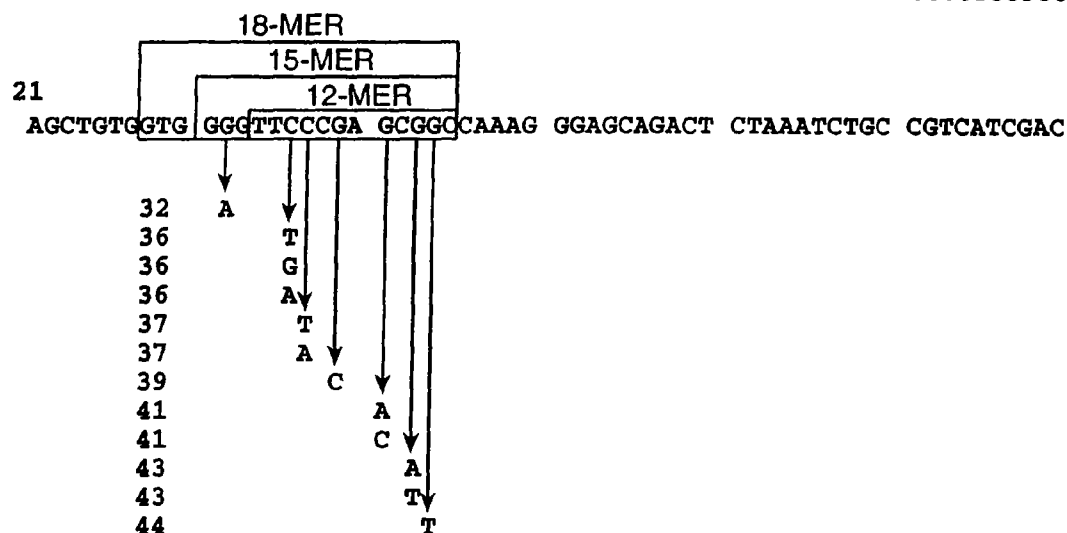 18-MER
15-MER
21
12-MER
AGCTGTGGTG GGGTTCCCGA GCGGCCAAAG GGAGCAGACT CTAAATCTGC CGTCATCGAC
32 A
36 T
36 G
36 A
37 T
37 A
39 C
41 A
41 C
43 A
43 T
44 T